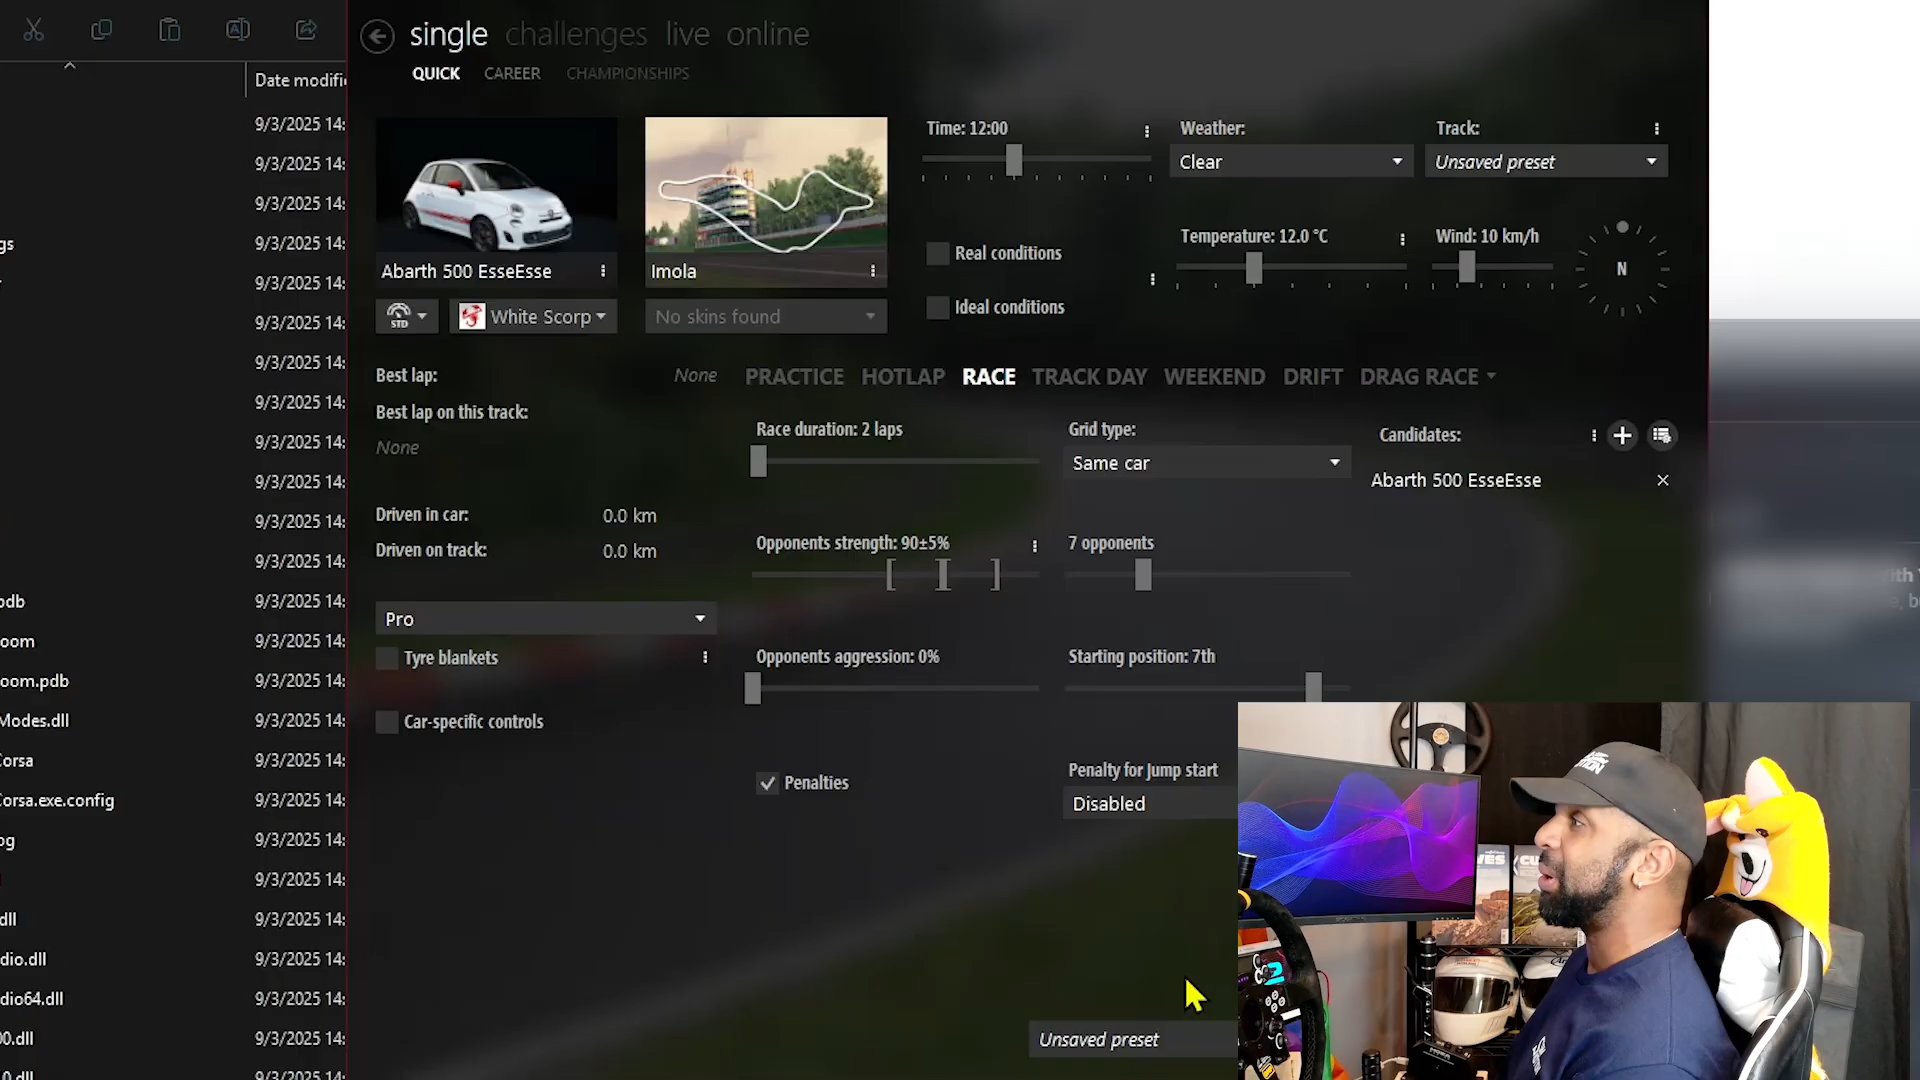 single challenges live online
QUICK CAREER CHAMPIONSHIPS
Date modifi
9/3/2025 14:
9/3/2025 14:
9/3/2025 14:
gs 9/3/2025 14:
9/3/2025 14:
9/3/2025 14:
9/3/2025 14:
9/3/2025 14:
9/3/2025 14:
9/3/2025 14:
9/3/2025 14:
9/3/2025 14:
pdb 9/3/2025 14:
oom 9/3/2025 14:
oom.pdb 9/3/2025 14:
Modes.dll 9/3/2025 14:
Corsa 9/3/2025 14:
Corsa.exe.config 9/3/2025 14:
og 9/3/2025 14:
9/3/2025 14:
dll 9/3/2025 14:
dio.dll 9/3/2025 14:
dio64.dll 9/3/2025 14:
00.dll 9/3/2025 14:
0.dll 9/3/2025 14:
Abarth 500 EsseEsse
STD
White Scorp
Imola
No skins found
Time: 12:00
Weather:
Clear
Track:
Unsaved preset
Real conditions
Ideal conditions
Temperature: 12.0 °C
Wind: 10 km/h
N
Best lap: None
Best lap on this track:
None
Driven in car: 0.0 km
Driven on track: 0.0 km
Pro
Tyre blankets
Car-specific controls
PRACTICE HOTLAP RACE TRACK DAY WEEKEND DRIFT DRAG RACE
Race duration: 2 laps
Grid type:
Same car
Candidates:
Abarth 500 EsseEsse
Opponents strength: 90±5%
7 opponents
Opponents aggression: 0%
Starting position: 7th
Penalties
Penalty for jump start
Disabled
Unsaved preset